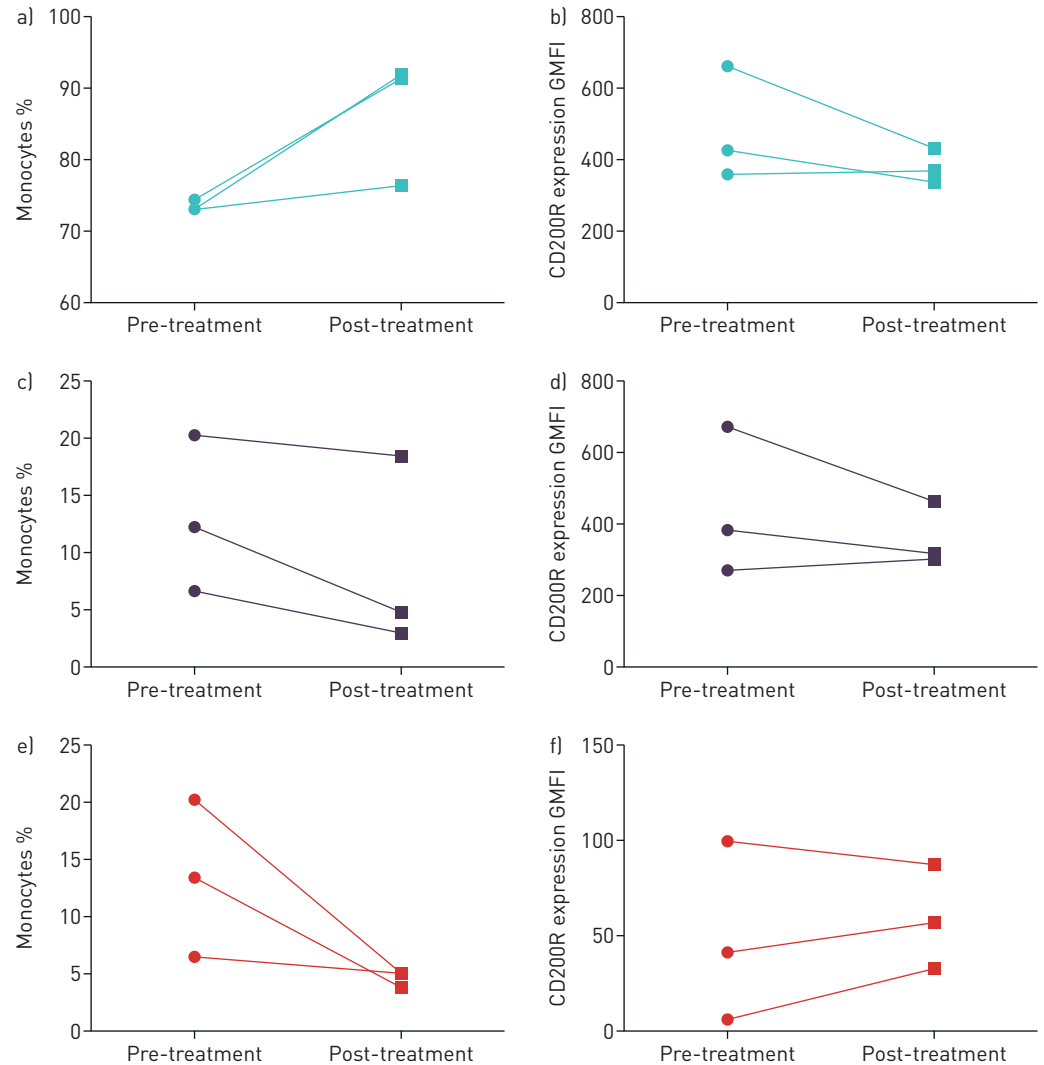 a)
Monocytes %
100
90
80
70
60
Pre-treatment
Post-treatment
b)
CD200R expression GMFI
800
600
400
200
0
Pre-treatment
Post-treatment
c)
Monocytes %
25
20
15
10
5
0
Pre-treatment
Post-treatment
d)
CD200R expression GMFI
800
600
400
200
0
Pre-treatment
Post-treatment
e)
Monocytes %
25
20
15
10
5
0
Pre-treatment
Post-treatment
f)
CD200R expression GMFI
150
100
50
0
Pre-treatment
Post-treatment